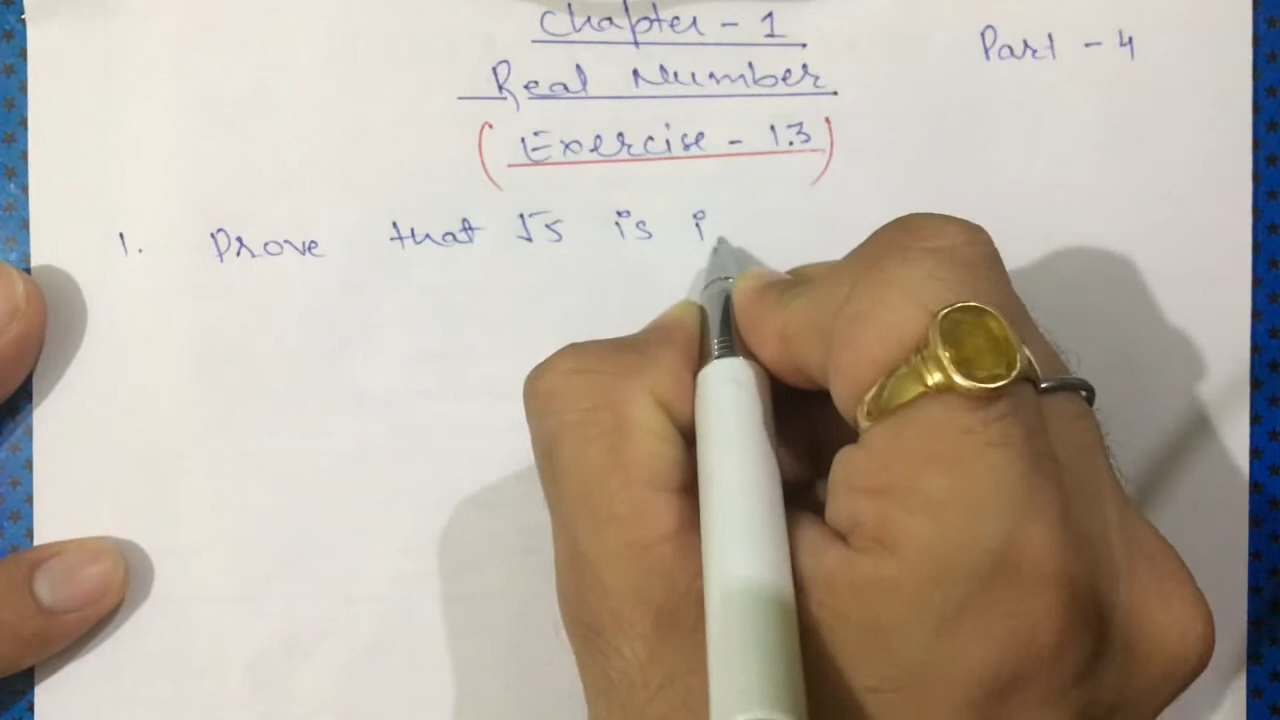 Chapter - 1
Part - 4
Real Number
(Exercise - 1.3)
1. Prove that √5 is i